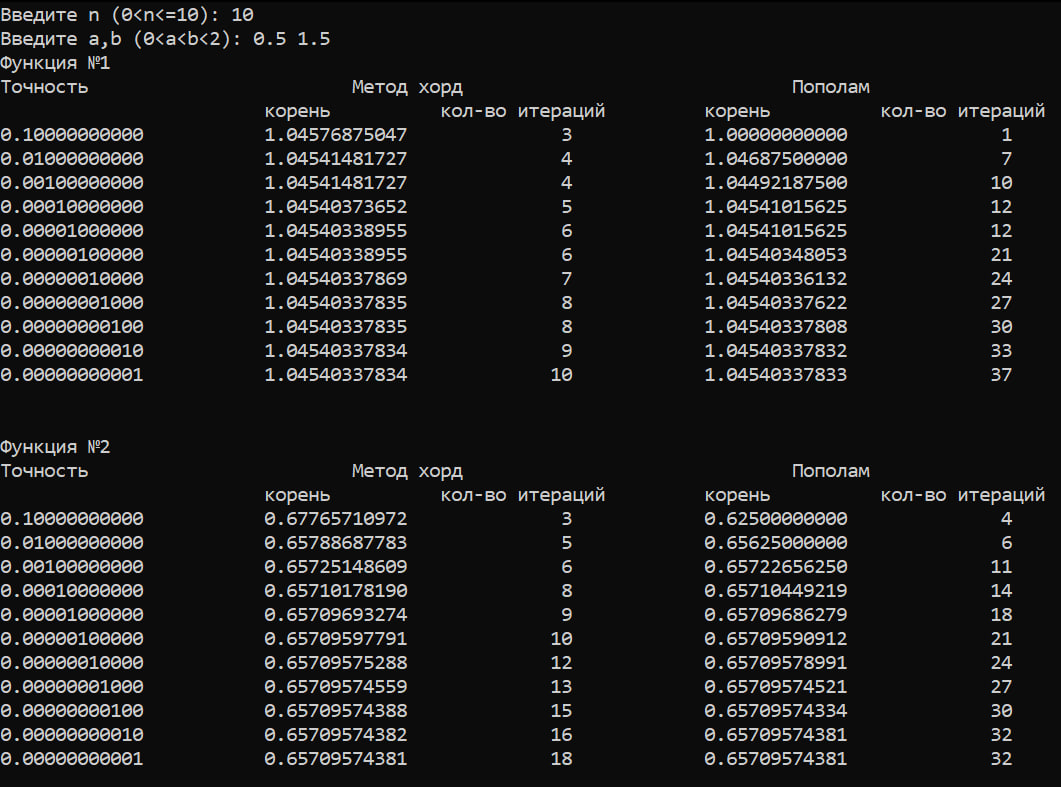 Введите n (0<n<=10): 10
Введите a,b (0<a<b<2): 0.5 1.5
Функция №1
Точность Метод хорд Пополам
корень кол-во итераций корень кол-во итераций
0.10000000000 1.04576875047 3 1.00000000000 1
0.01000000000 1.04541481727 4 1.04687500000 7
0.00100000000 1.04541481727 4 1.04492187500 10
0.00010000000 1.04540373652 5 1.04541015625 12
0.00001000000 1.04540338955 6 1.04541015625 12
0.00000100000 1.04540338955 6 1.04540348053 21
0.00000010000 1.04540337869 7 1.04540336132 24
0.00000001000 1.04540337835 8 1.04540337622 27
0.00000000100 1.04540337835 8 1.04540337808 30
0.00000000010 1.04540337834 9 1.04540337832 33
0.00000000001 1.04540337834 10 1.04540337833 37
Функция №2
Точность Метод хорд Пополам
корень кол-во итераций корень кол-во итераций
0.10000000000 0.67765710972 3 0.62500000000 4
0.01000000000 0.65788687783 5 0.65625000000 6
0.00100000000 0.65725148609 6 0.65722656250 11
0.00010000000 0.65710178190 8 0.65710449219 14
0.00001000000 0.65709693274 9 0.65709686279 18
0.00000100000 0.65709597791 10 0.65709590912 21
0.00000010000 0.65709575288 12 0.65709578991 24
0.00000001000 0.65709574559 13 0.65709574521 27
0.00000000100 0.65709574388 15 0.65709574334 30
0.00000000010 0.65709574382 16 0.65709574381 32
0.00000000001 0.65709574381 18 0.65709574381 32